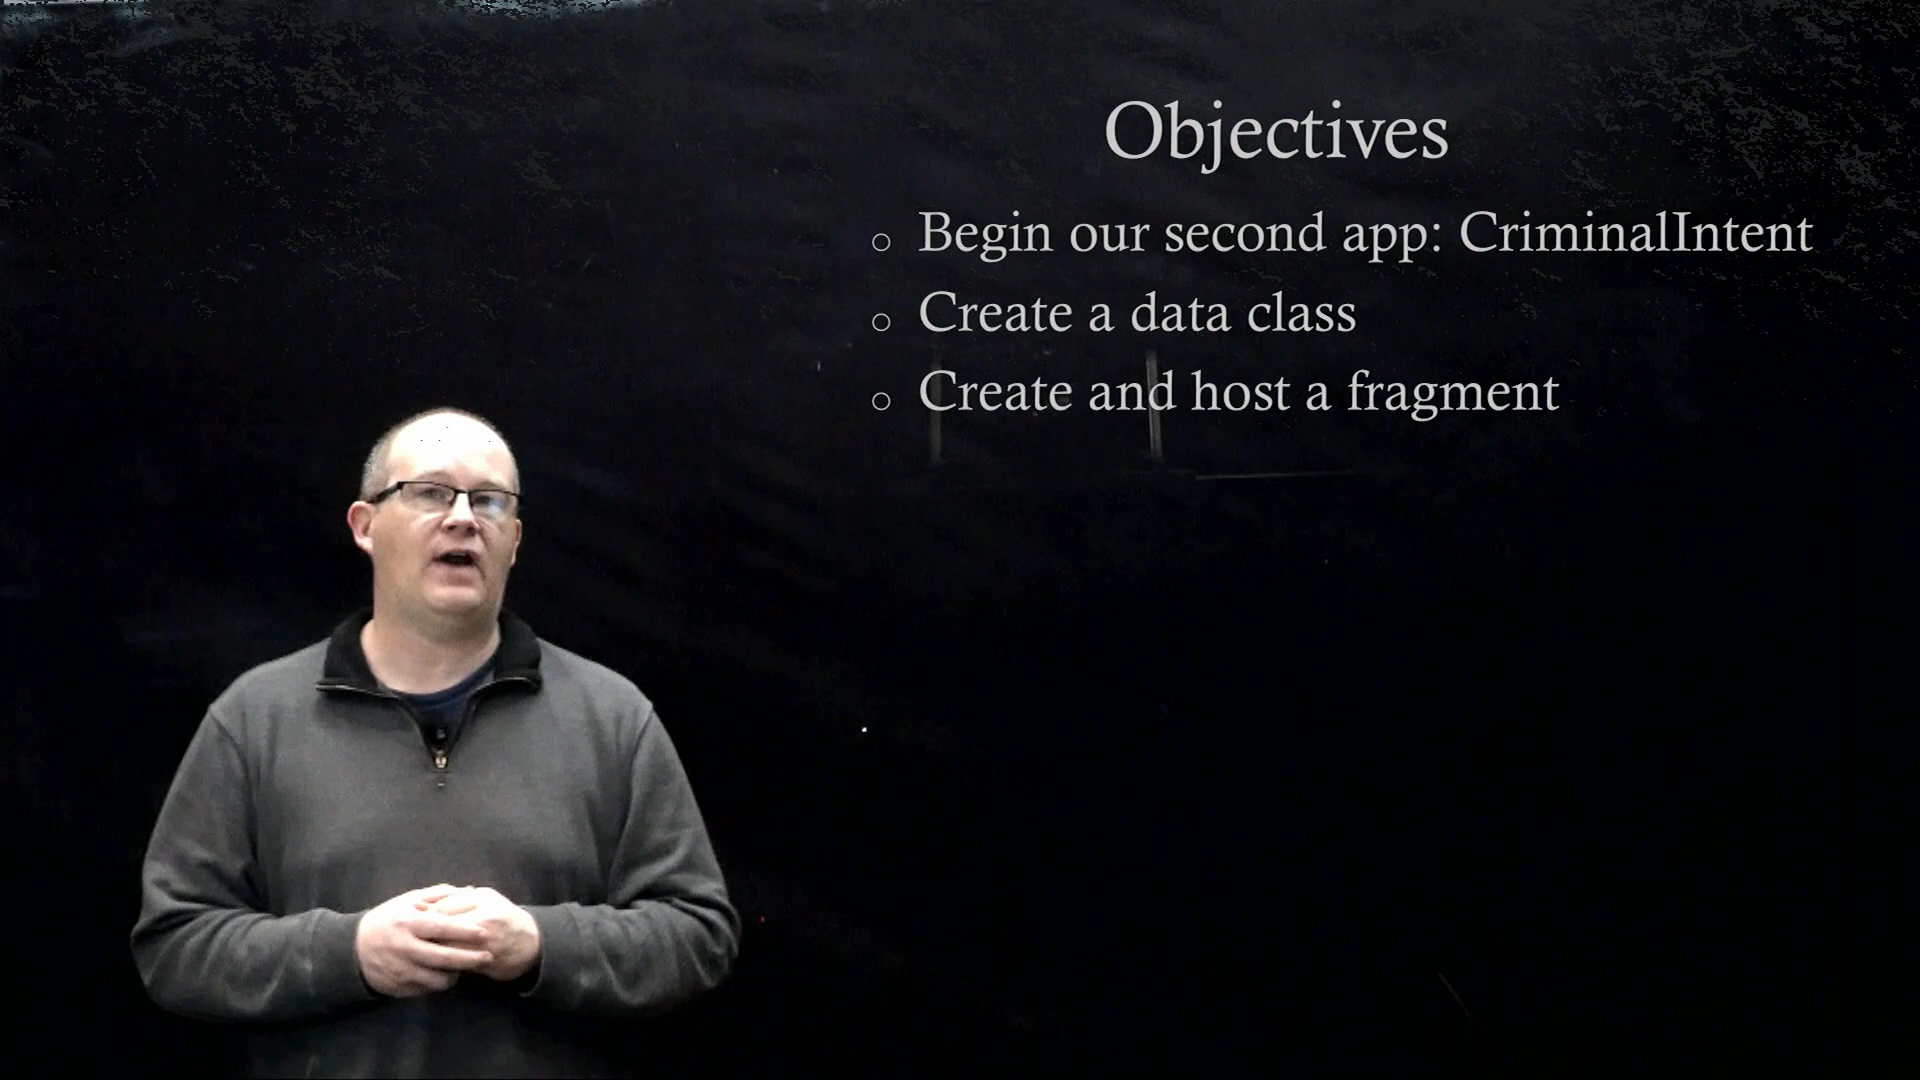 Objectives
○ Begin our second app: CriminalIntent
○ Create a data class
○ Create and host a fragment